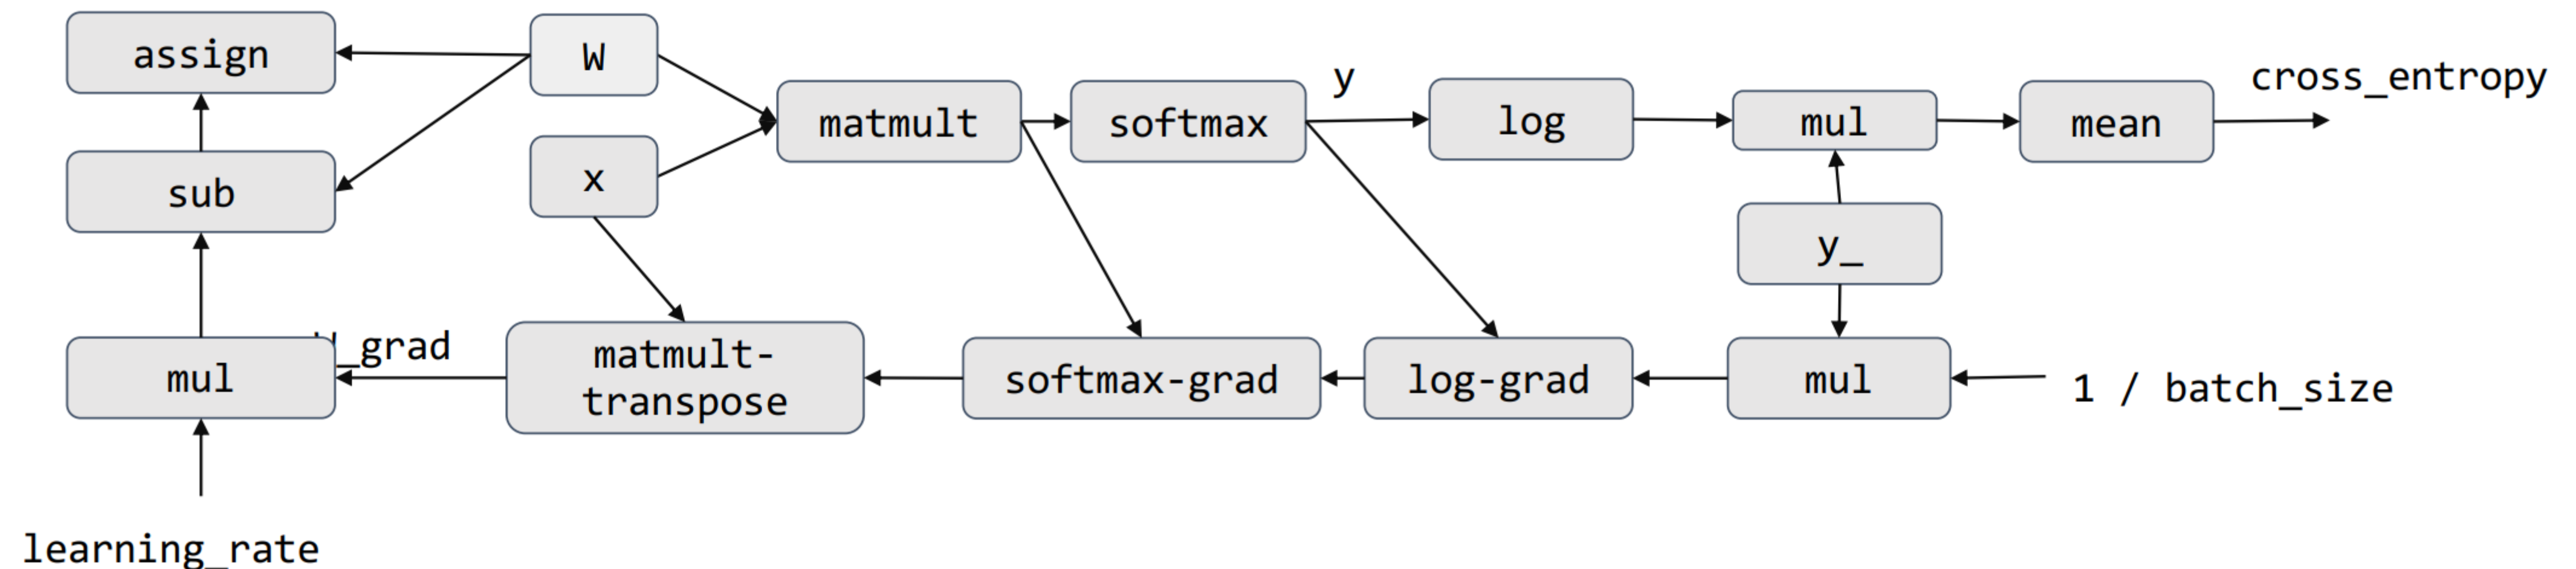 assign
W
matmult
softmax
y
log
mul
mean
cross_entropy
sub
x
y_
mul
_grad
matmult-
transpose
softmax-grad
log-grad
mul
1 / batch_size
learning_rate